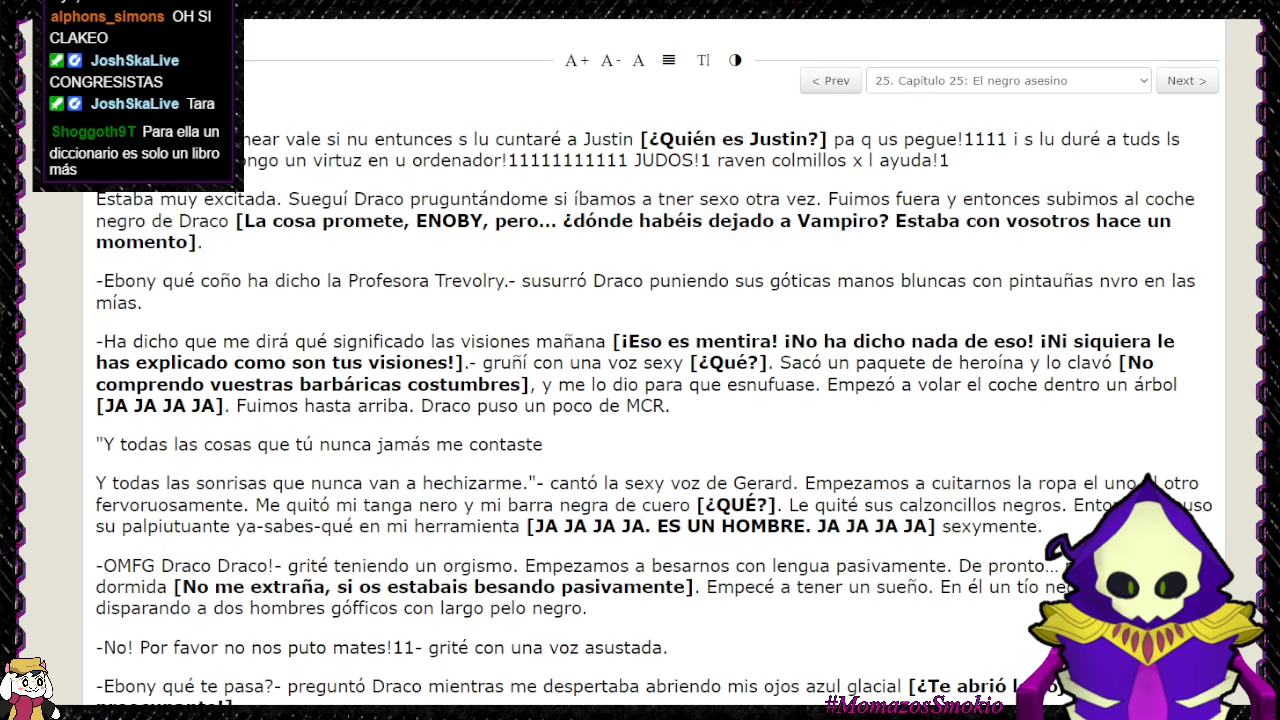 alphons_simons OH SI
CLAKEO
JoshSkaLive
CONGRESISTAS
JoshSkaLive Tara
Shoggoth9T Para ella un
diccionario es solo un libro
más
A+ A- A
< Prev 25. Capítulo 25: El negro asesino Next >
near vale si nu entunces s lu cuntaré a Justin [¿Quién es Justin?] pa q us pegue!1111 i s lu duré a tuds ls
ongo un virtuz en u ordenador!11111111111 JUDOS!1 raven colmillos x l ayuda!1
Estaba muy excitada. Sueguí Draco pruguntándome si íbamos a tner sexo otra vez. Fuimos fuera y entonces subimos al coche
negro de Draco [La cosa promete, ENOBY, pero... ¿dónde habéis dejado a Vampiro? Estaba con vosotros hace un
momento].
-Ebony qué coño ha dicho la Profesora Trevolry.- susurró Draco puniendo sus góticas manos bluncas con pintauñas nvro en las
mías.
-Ha dicho que me dirá qué significado las visiones mañana [¡Eso es mentira! ¡No ha dicho nada de eso! ¡Ni siquiera le
has explicado como son tus visiones!].- gruñí con una voz sexy [¿Qué?]. Sacó un paquete de heroína y lo clavó [No
comprendo vuestras barbáricas costumbres], y me lo dio para que esnufuase. Empezó a volar el coche dentro un árbol
[JA JA JA JA]. Fuimos hasta arriba. Draco puso un poco de MCR.
"Y todas las cosas que tú nunca jamás me contaste
Y todas las sonrisas que nunca van a hechizarme."- cantó la sexy voz de Gerard. Empezamos a cuitarnos la ropa el uno al otro
fervoruosamente. Me quitó mi tanga nero y mi barra negra de cuero [¿QUÉ?]. Le quité sus calzoncillos negros. Ento uso
su palpiutuante ya-sabes-qué en mi herramienta [JA JA JA JA. ES UN HOMBRE. JA JA JA JA] sexymente.
-OMFG Draco Draco!- grité teniendo un orgismo. Empezamos a besarnos con lengua pasivamente. De pronto...
dormida [No me extraña, si os estabais besando pasivamente]. Empecé a tener un sueño. En él un tío ne
disparando a dos hombres gófficos con largo pelo negro.
-No! Por favor no nos puto mates!11- grité con una voz asustada.
-Ebony qué te pasa?- preguntó Draco mientras me despertaba abriendo mis ojos azul glacial [¿Te abrió l
#MomazosSmokio